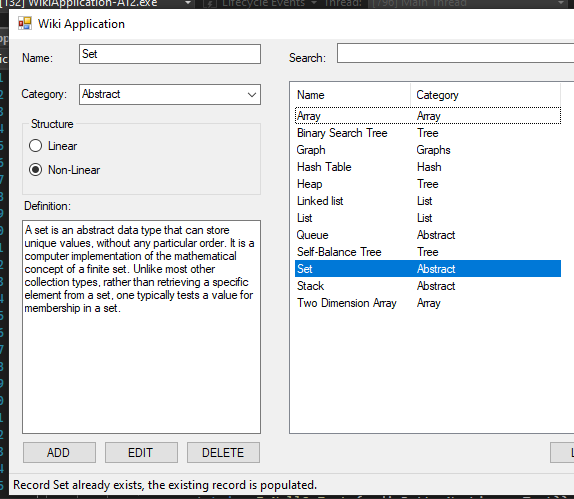 [132] WikiApplication-A12.exe Lifecycle Events Thread: [796] Main Thread
Wiki Application
Name: Set
Search:
Category: Abstract
Structure
Linear
Non-Linear
Definition:
A set is an abstract data type that can store
unique values, without any particular order. It is a
computer implementation of the mathematical
concept of a finite set. Unlike most other
collection types, rather than retrieving a specific
element from a set, one typically tests a value for
membership in a set.
Name Category
Array Array
Binary Search Tree Tree
Graph Graphs
Hash Table Hash
Heap Tree
Linked list List
List List
Queue Abstract
Self-Balance Tree Tree
Set Abstract
Stack Abstract
Two Dimension Array Array
ADD EDIT DELETE
Record Set already exists, the existing record is populated.